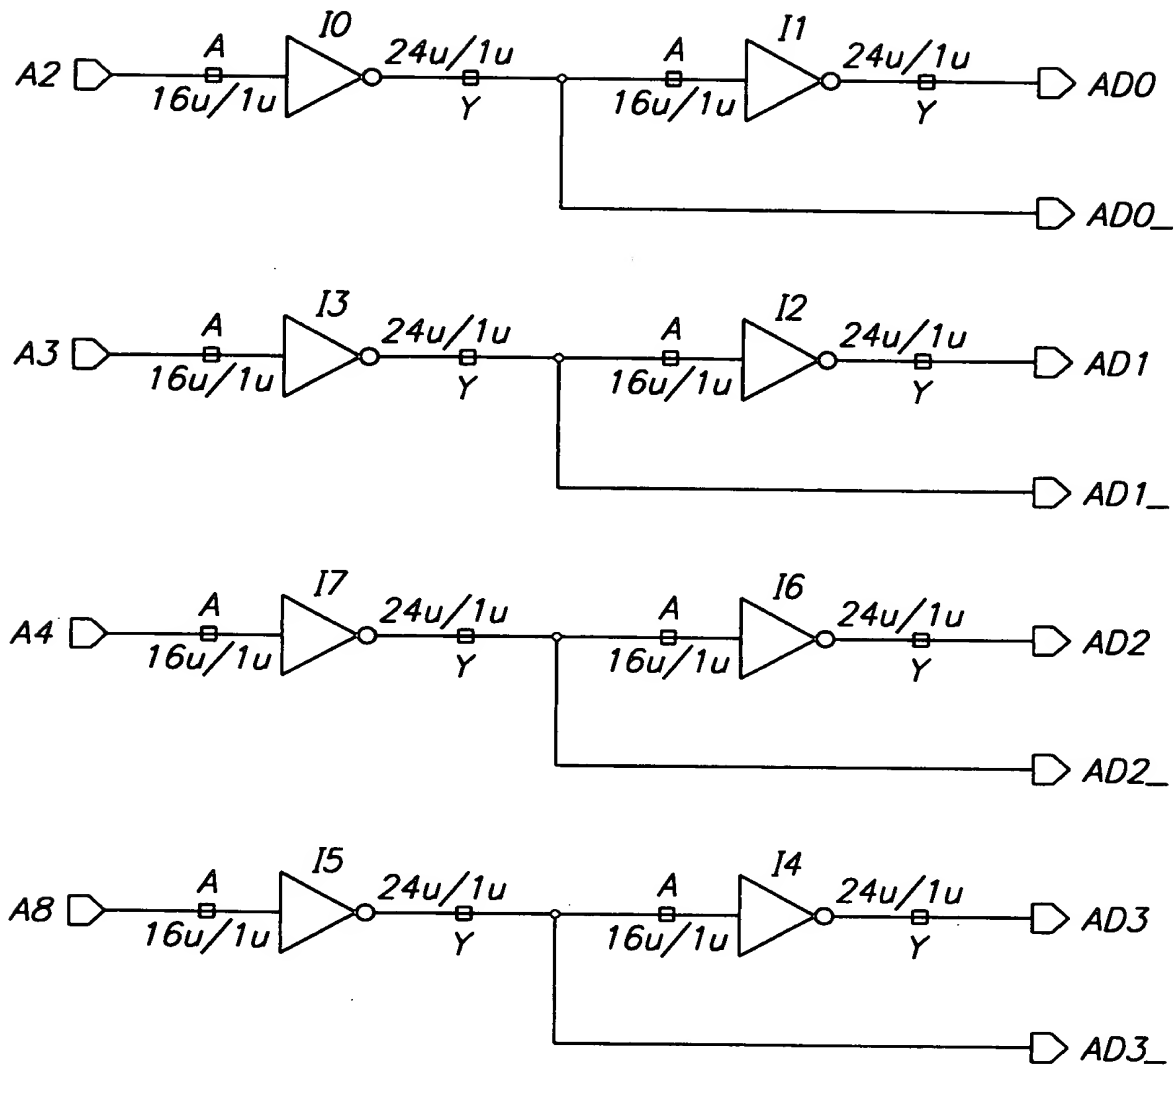 I0 I1
A 24u/1u A 24u/1u
A2 AD0
16u/1u Y 16u/1u Y
AD0_
I3 I2
A 24u/1u A 24u/1u
A3 AD1
16u/1u Y 16u/1u Y
AD1_
I7 I6
A 24u/1u A 24u/1u
A4 AD2
16u/1u Y 16u/1u Y
AD2_
I5 I4
A 24u/1u A 24u/1u
A8 AD3
16u/1u Y 16u/1u Y
AD3_